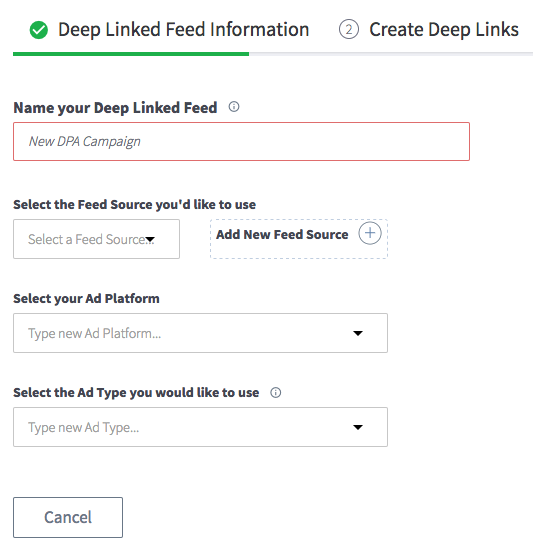 Deep Linked Feed Information 2 Create Deep Links
Name your Deep Linked Feed
New DPA Campaign
Select the Feed Source you'd like to use
Select a Feed Source... Add New Feed Source
Select your Ad Platform
Type new Ad Platform...
Select the Ad Type you would like to use
Type new Ad Type...
Cancel